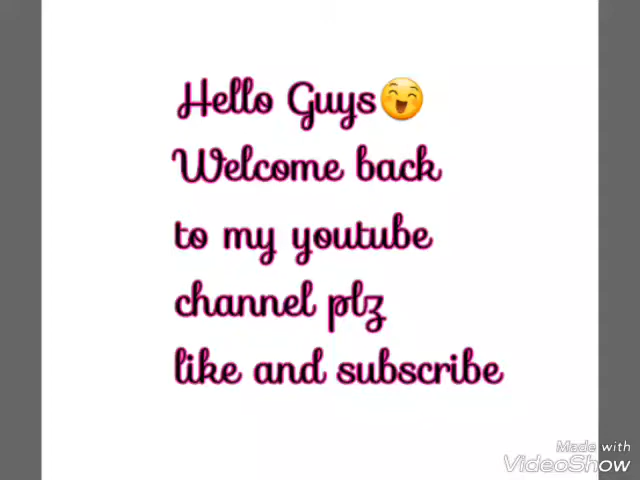 Hello Guys😄
Welcome back
to my youtube
channel plz
like and subscribe
Made with
VideoShow